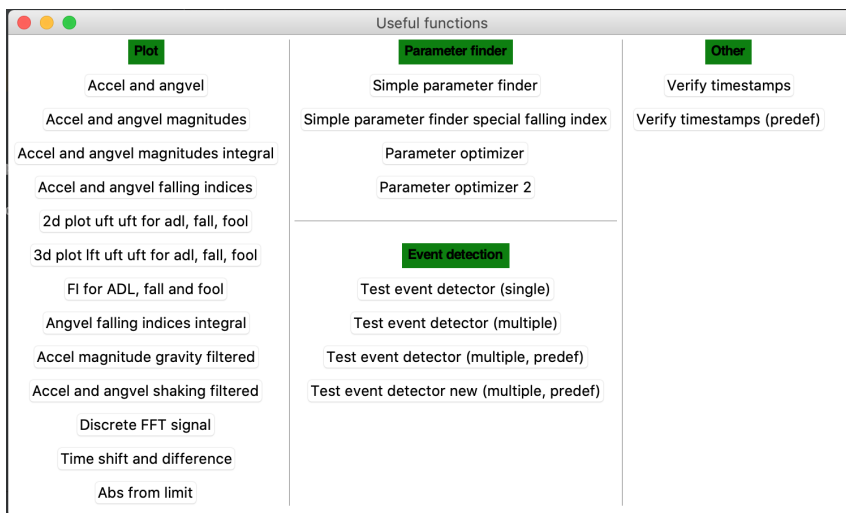 Useful functions
Plot
Accel and angvel
Accel and angvel magnitudes
Accel and angvel magnitudes integral
Accel and angvel falling indices
2d plot uft uft for adl, fall, fool
3d plot lft uft uft for adl, fall, fool
FI for ADL, fall and fool
Angvel falling indices integral
Accel magnitude gravity filtered
Accel and angvel shaking filtered
Discrete FFT signal
Time shift and difference
Abs from limit
Parameter finder
Simple parameter finder
Simple parameter finder special falling index
Parameter optimizer
Parameter optimizer 2
Event detection
Test event detector (single)
Test event detector (multiple)
Test event detector (multiple, predef)
Test event detector new (multiple, predef)
Other
Verify timestamps
Verify timestamps (predef)